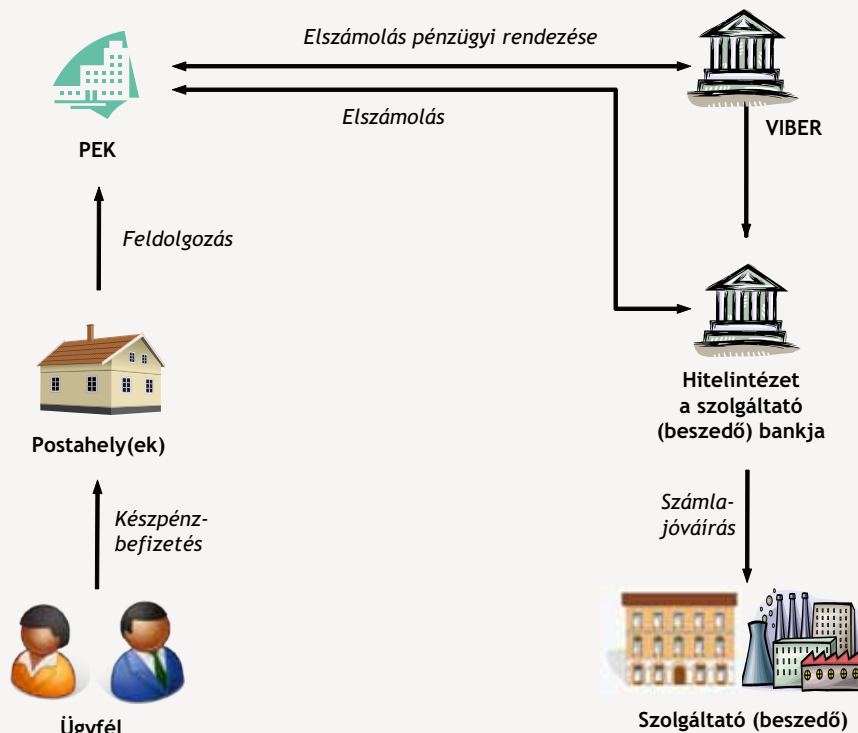 Elszámolás pénzügyi rendezése
Elszámolás
PEK
VIBER
Feldolgozás
Hitelintézet
a szolgáltató
(beszedő) bankja
Postahely(ek)
Készpénz-
befizetés
Számla-
jóváírás
Ügyfél
Szolgáltató (beszedő)